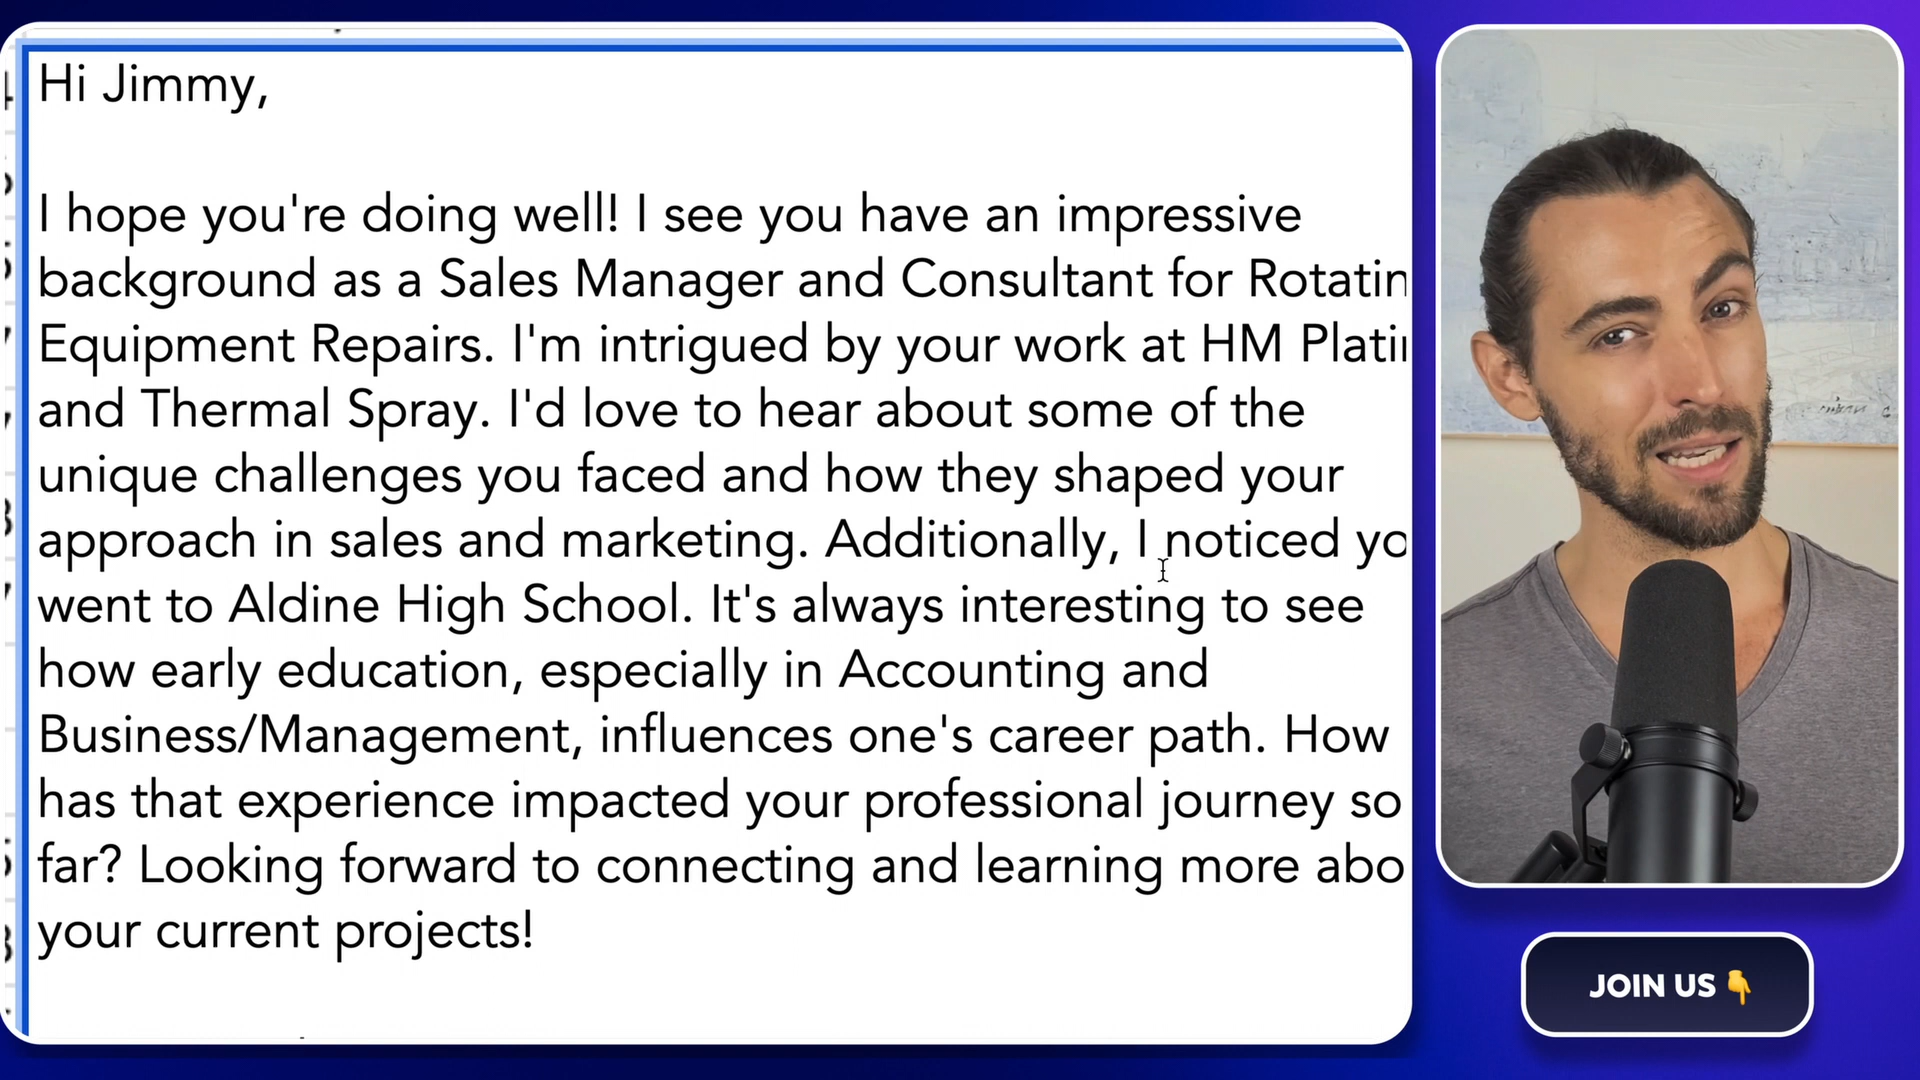 Hi Jimmy,
I hope you're doing well! I see you have an impressive
background as a Sales Manager and Consultant for Rotatin
Equipment Repairs. I'm intrigued by your work at HM Platin
and Thermal Spray. I'd love to hear about some of the
unique challenges you faced and how they shaped your
approach in sales and marketing. Additionally, I noticed yo
went to Aldine High School. It's always interesting to see
how early education, especially in Accounting and
Business/Management, influences one's career path. How
has that experience impacted your professional journey so
far? Looking forward to connecting and learning more abo
your current projects!
JOIN US 👇